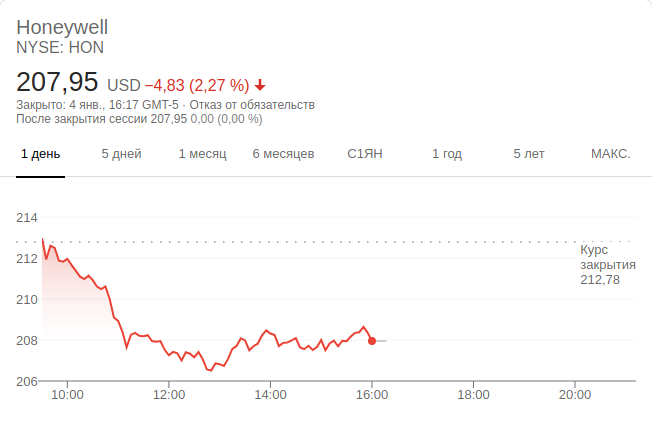 Honeywell
NYSE: HON
207,95 USD −4,83 (2,27 %)
Закрыто: 4 янв., 16:17 GMT-5 · Отказ от обязательств
После закрытия сессии 207,95 0,00 (0,00 %)
1 день 5 дней 1 месяц 6 месяцев С1ЯН 1 год 5 лет МАКС.
214
212
210
208
206
Курс
закрытия
212,78
10:00 12:00 14:00 16:00 18:00 20:00